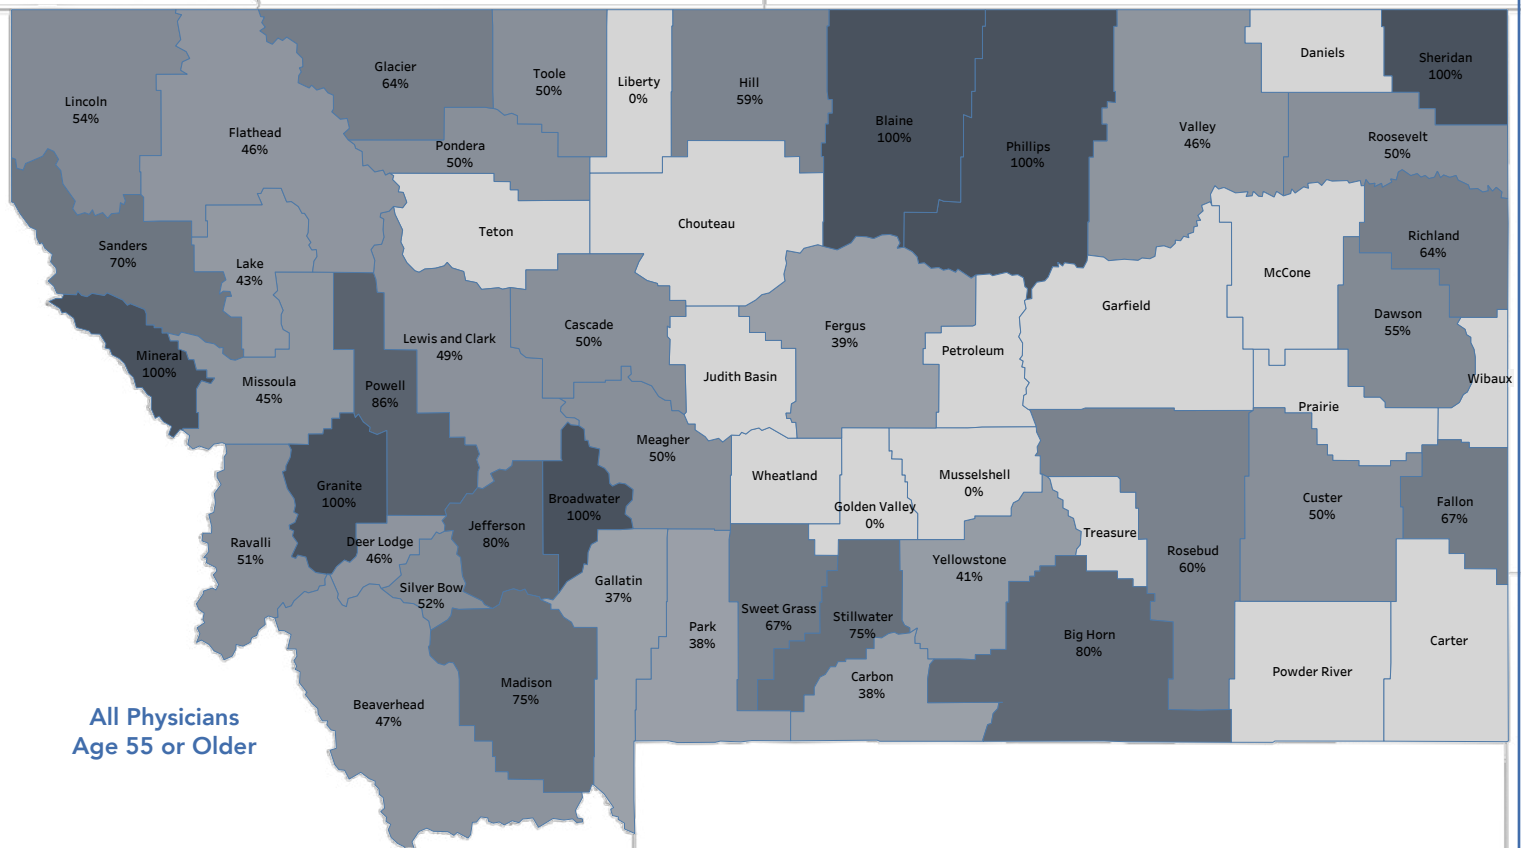 Lincoln
54%
Flathead
46%
Glacier
64%
Toole
50%
Liberty
0%
Hill
59%
Blaine
100%
Phillips
100%
Valley
46%
Daniels
Sheridan
100%
Roosevelt
50%
Pondera
50%
Teton
Chouteau
Sanders
70%
Lake
43%
Richland
64%
McCone
Garfield
Dawson
55%
Mineral
100%
Missoula
45%
Powell
86%
Lewis and Clark
49%
Cascade
50%
Judith Basin
Fergus
39%
Petroleum
Prairie
Wibaux
Meagher
50%
Granite
100%
Broadwater
100%
Wheatland
Golden Valley
0%
Musselshell
0%
Treasure
Custer
50%
Fallon
67%
Ravalli
51%
Deer Lodge
46%
Jefferson
80%
Silver Bow
52%
Gallatin
37%
Park
38%
Sweet Grass
67%
Stillwater
75%
Yellowstone
41%
Rosebud
60%
Big Horn
80%
Powder River
Carter
Carbon
38%
Madison
75%
Beaverhead
47%
All Physicians
Age 55 or Older